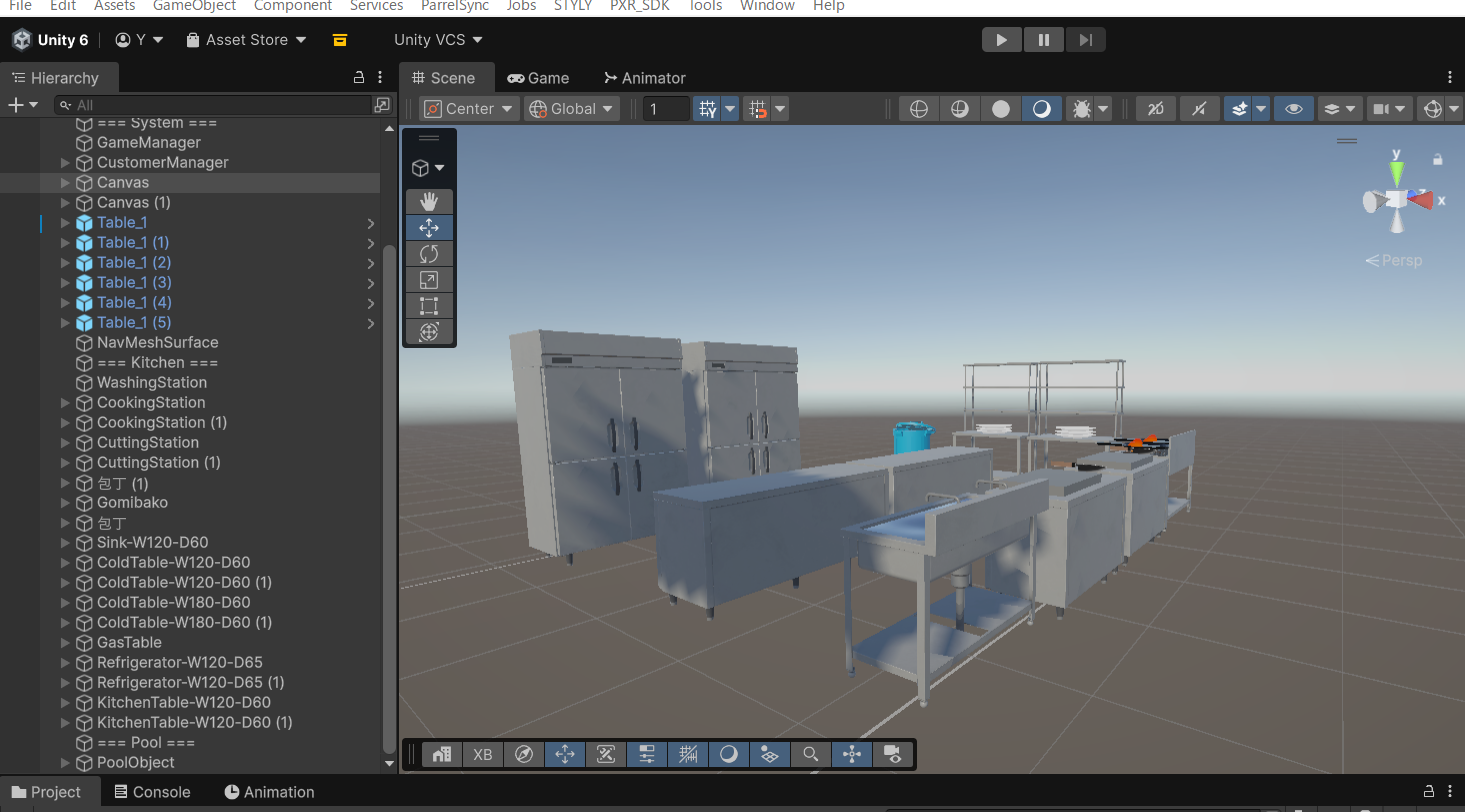 File Edit Assets GameObject Component Services ParrelSync Jobs STYLY PXR_SDK Tools Window Help
Unity 6 Y Asset Store Unity VCS
Hierarchy
Scene Game Animator
All
Center Global 1 2D
=== System ===
GameManager
CustomerManager
Canvas
Canvas (1)
Table_1
Table_1 (1)
Table_1 (2)
Table_1 (3)
Table_1 (4)
Table_1 (5)
NavMeshSurface
=== Kitchen ===
WashingStation
CookingStation
CookingStation (1)
CuttingStation
CuttingStation (1)
包丁 (1)
Gomibako
包丁
Sink-W120-D60
ColdTable-W120-D60
ColdTable-W120-D60 (1)
ColdTable-W180-D60
ColdTable-W180-D60 (1)
GasTable
Refrigerator-W120-D65
Refrigerator-W120-D65 (1)
KitchenTable-W120-D60
KitchenTable-W120-D60 (1)
=== Pool ===
PoolObject
y
x
Persp
XB
Project Console Animation